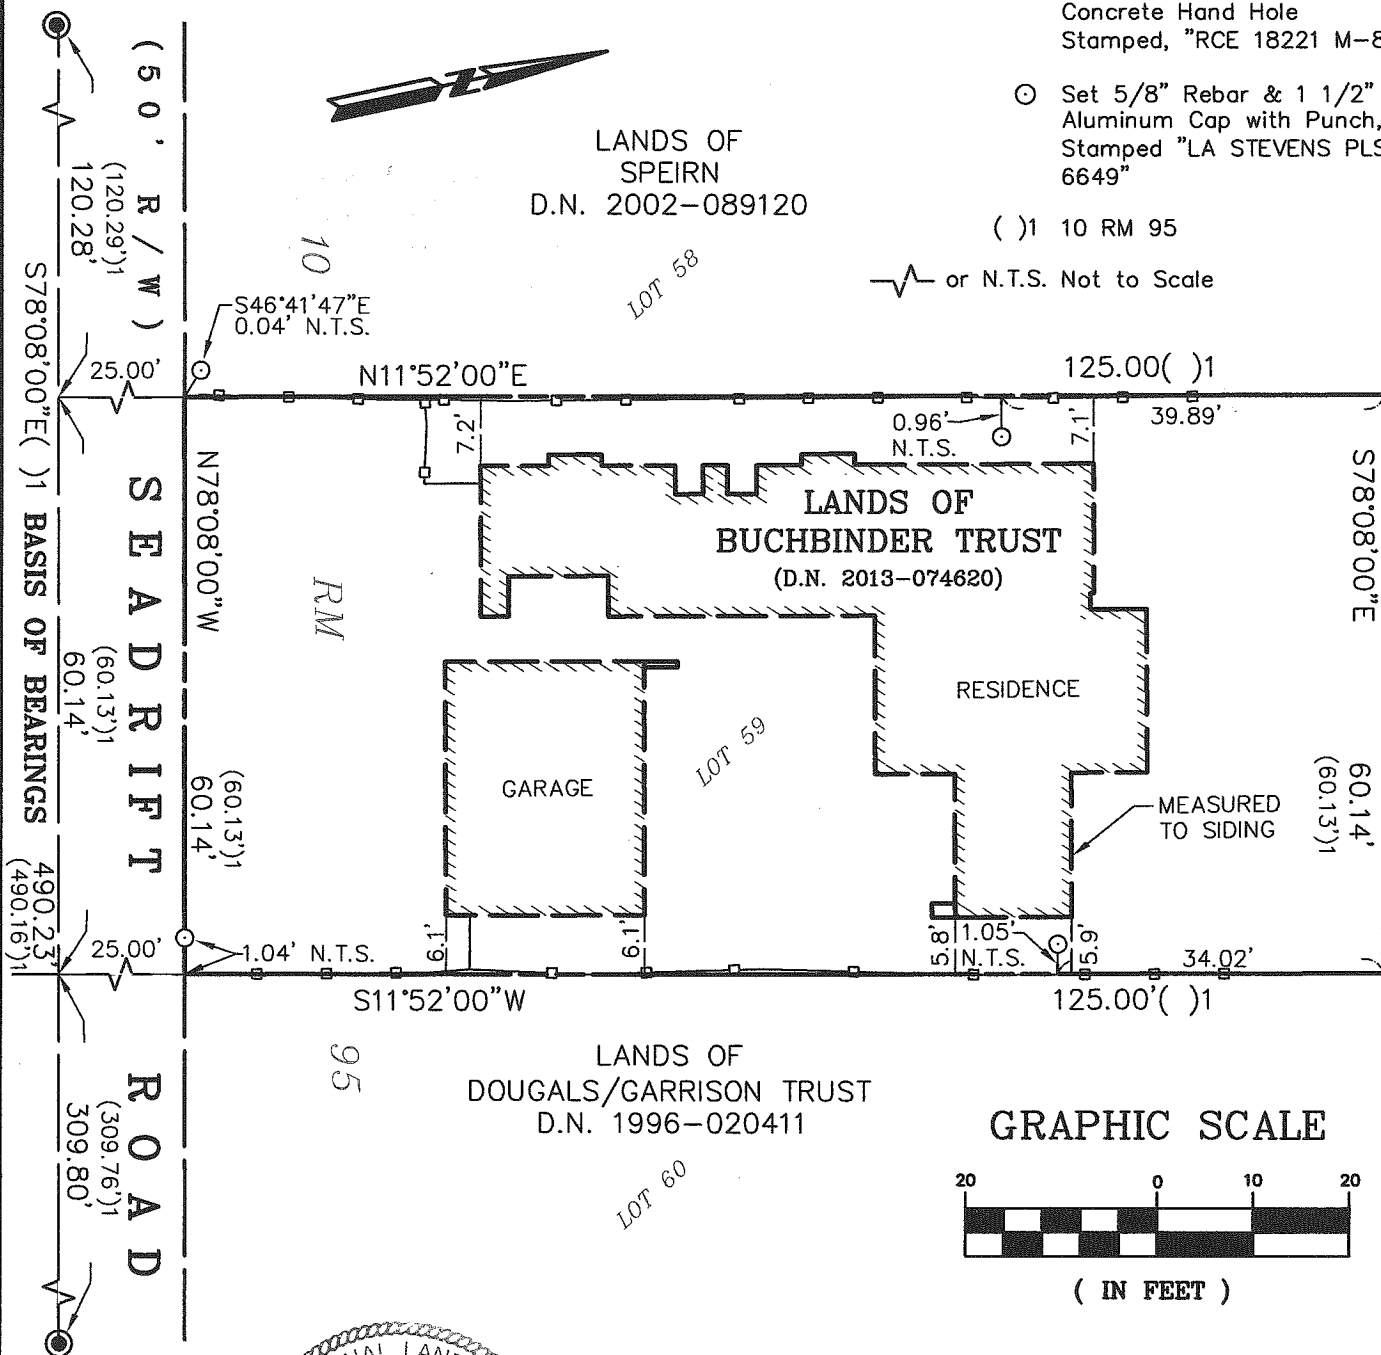 Concrete Hand Hole
Stamped, "RCE 18221 M-8
Set 5/8" Rebar & 1 1/2"
Aluminum Cap with Punch,
Stamped "LA STEVENS PLS
6649"
( )1 10 RM 95
or N.T.S. Not to Scale
N
LANDS OF
SPEIRN
D.N. 2002-089120
LOT 58
10
RM
95
(50' R/W)
SEADRIFT ROAD
(120.29')1
120.28'
S78°08'00"E( )1 BASIS OF BEARINGS
490.23'
(490.16')1
(60.13')1
60.14'
(309.76')1
309.80'
25.00'
25.00'
S46°41'47"E
0.04' N.T.S.
N11°52'00"E
125.00( )1
39.89'
0.96'
N.T.S.
7.2'
7.1'
N78°08'00"W
(60.13')1
60.14'
LANDS OF
BUCHBINDER TRUST
(D.N. 2013-074620)
RESIDENCE
GARAGE
LOT 59
MEASURED
TO SIDING
S78°08'00"E
60.14'
(60.13')1
1.04' N.T.S.
6.1'
6.1'
5.8'
1.05'
N.T.S.
5.9'
34.02'
S11°52'00"W
125.00'( )1
LANDS OF
DOUGALS/GARRISON TRUST
D.N. 1996-020411
LOT 60
GRAPHIC SCALE
20 0 10 20
( IN FEET )